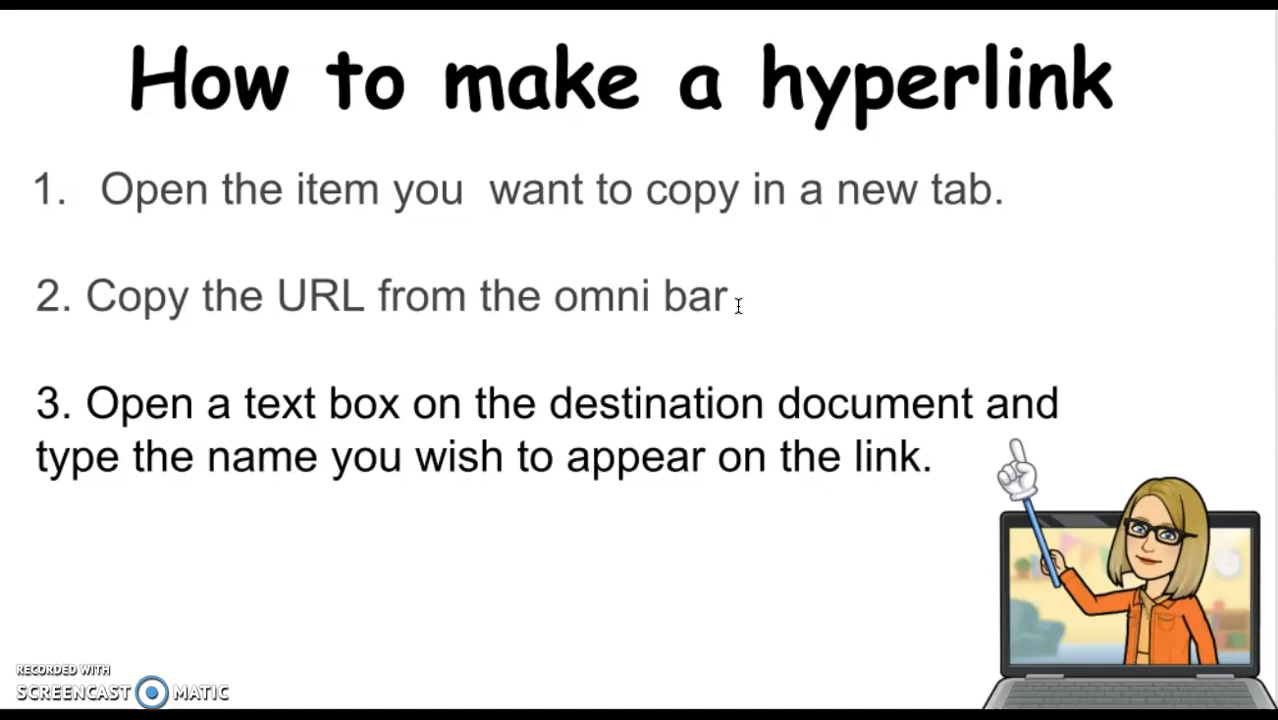 How to make a hyperlink
1. Open the item you want to copy in a new tab.
2. Copy the URL from the omni bar
3. Open a text box on the destination document and
type the name you wish to appear on the link.
RECORDED WITH
SCREENCAST MATIC